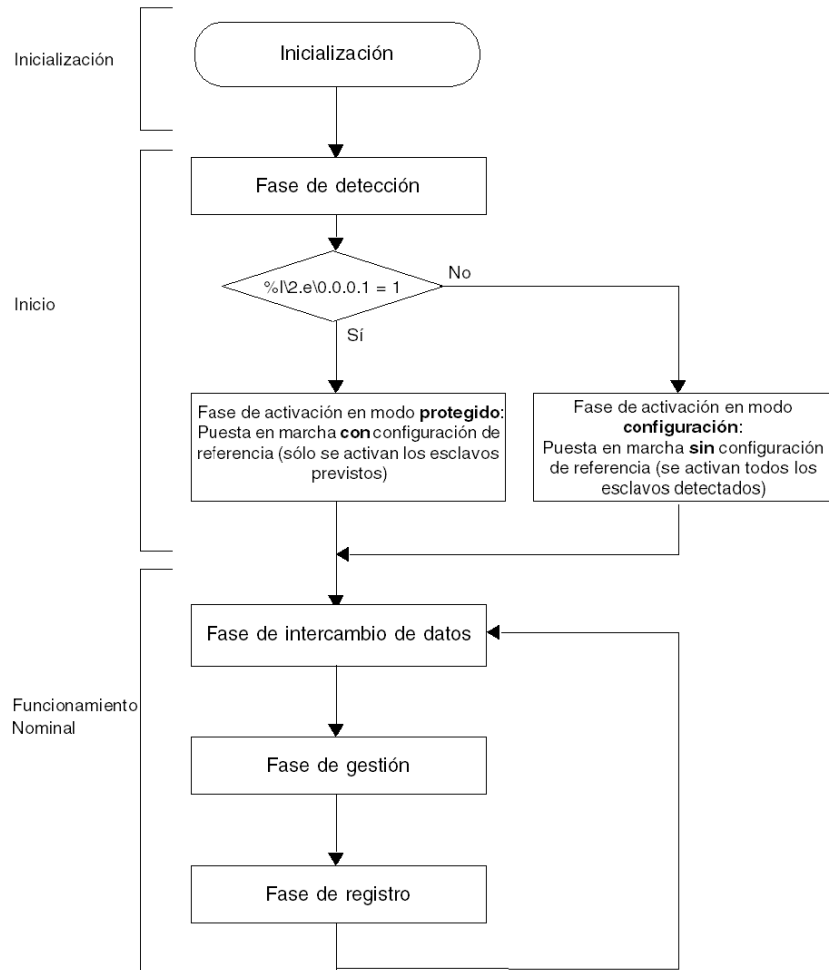 Inicialización
Inicialización
Fase de detección
Inicio
%I\2.e\0.0.0.1 = 1
No
Sí
Fase de activación en modo protegido:
Puesta en marcha con configuración de
referencia (sólo se activan los esclavos
previstos)
Fase de activación en modo
configuración:
Puesta en marcha sin configuración
de referencia (se activan todos los
esclavos detectados)
Funcionamiento
Nominal
Fase de intercambio de datos
Fase de gestión
Fase de registro